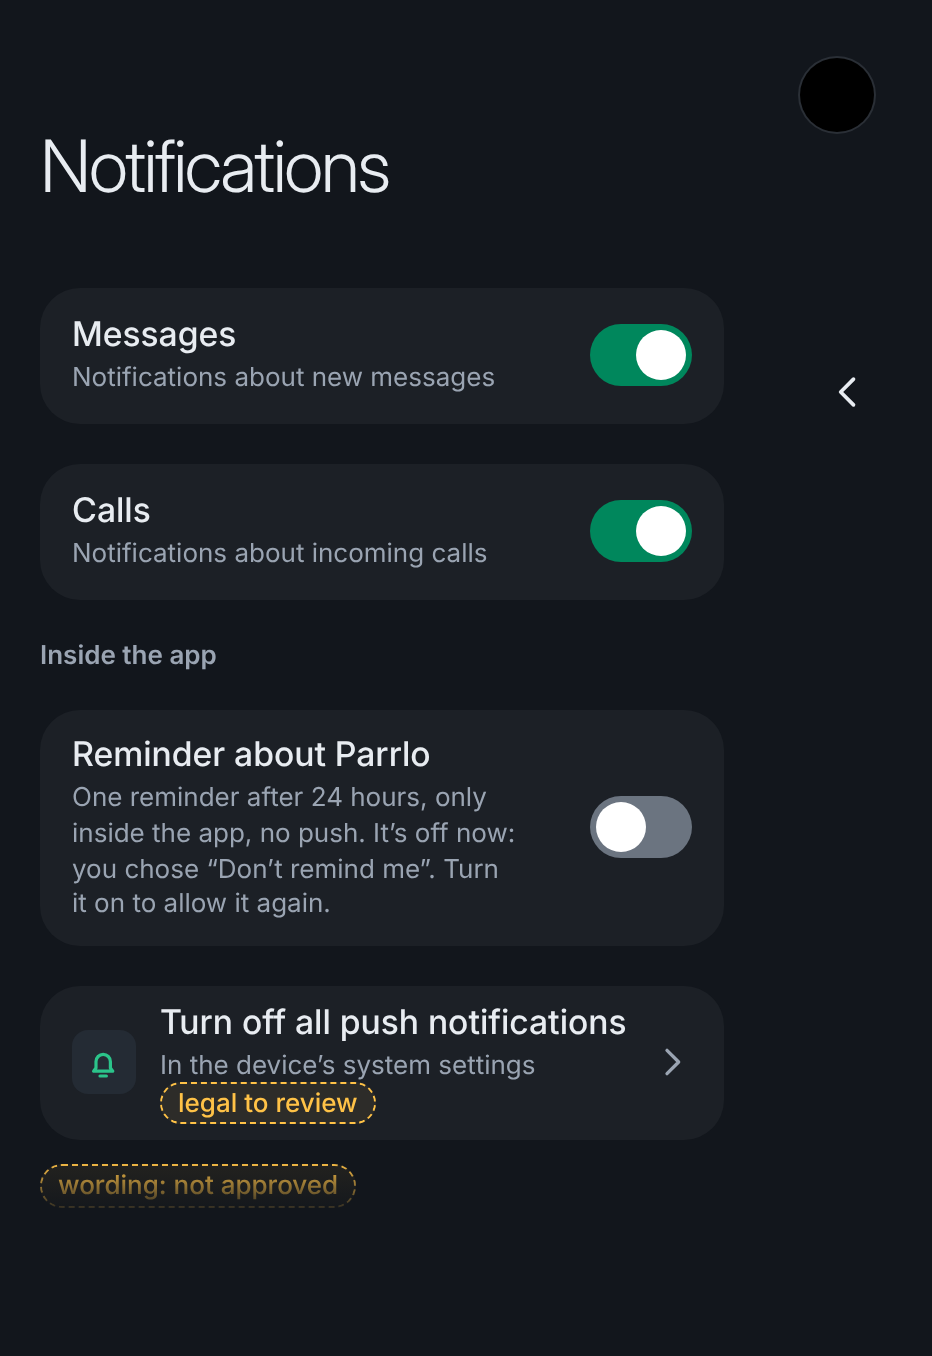 Notifications
Messages
Notifications about new messages
Calls
Notifications about incoming calls
Inside the app
Reminder about Parrlo
One reminder after 24 hours, only
inside the app, no push. It’s off now:
you chose “Don’t remind me”. Turn
it on to allow it again.
Turn off all push notifications
In the device’s system settings
legal to review
wording: not approved